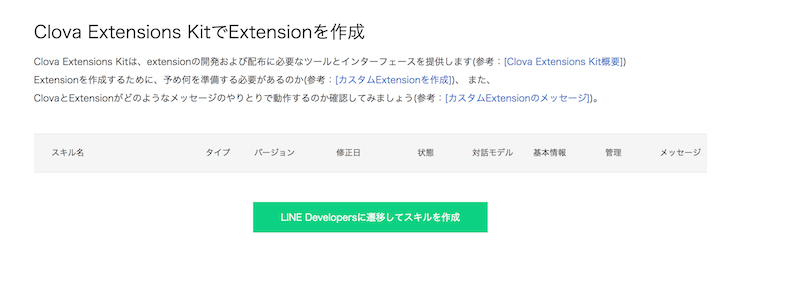 Clova Extensions KitでExtensionを作成
Clova Extensions Kitは、extensionの開発および配布に必要なツールとインターフェースを提供します(参考：[Clova Extensions Kit概要])
Extensionを作成するために、予め何を準備する必要があるのか(参考：[カスタムExtensionを作成])、 また、
ClovaとExtensionがどのようなメッセージのやりとりで動作するのか確認してみましょう(参考：[カスタムExtensionのメッセージ])。
スキル名 タイプ バージョン 修正日 状態 対話モデル 基本情報 管理 メッセージ
LINE Developersに遷移してスキルを作成